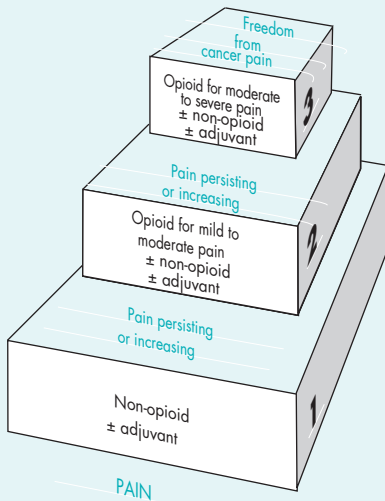 Freedom
from
cancer pain
Opioid for moderate
to severe pain
± non-opioid
± adjuvant
3
Pain persisting
or increasing
Opioid for mild to
moderate pain
± non-opioid
± adjuvant
2
Pain persisting
or increasing
Non-opioid
± adjuvant
1
PAIN